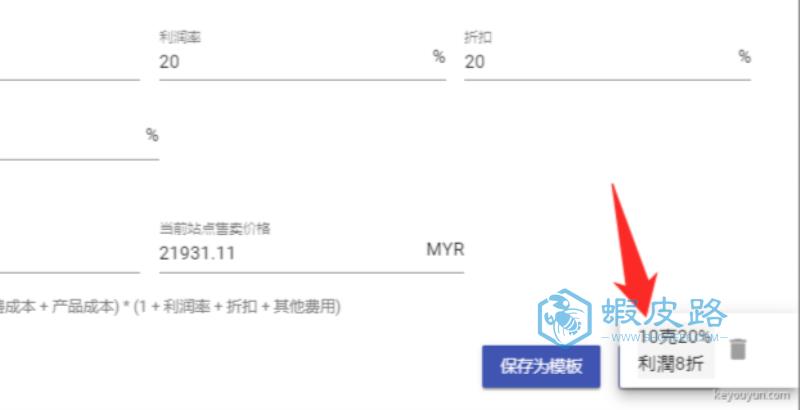 利润率
折扣
20
%
20
%
%
当前站点售卖价格
21931.11
MYR
成本 + 产品成本) * (1 + 利润率 + 折扣 + 其他费用)
蝦皮路
10克20%
利潤8折
保存为模板
keyouyun.com